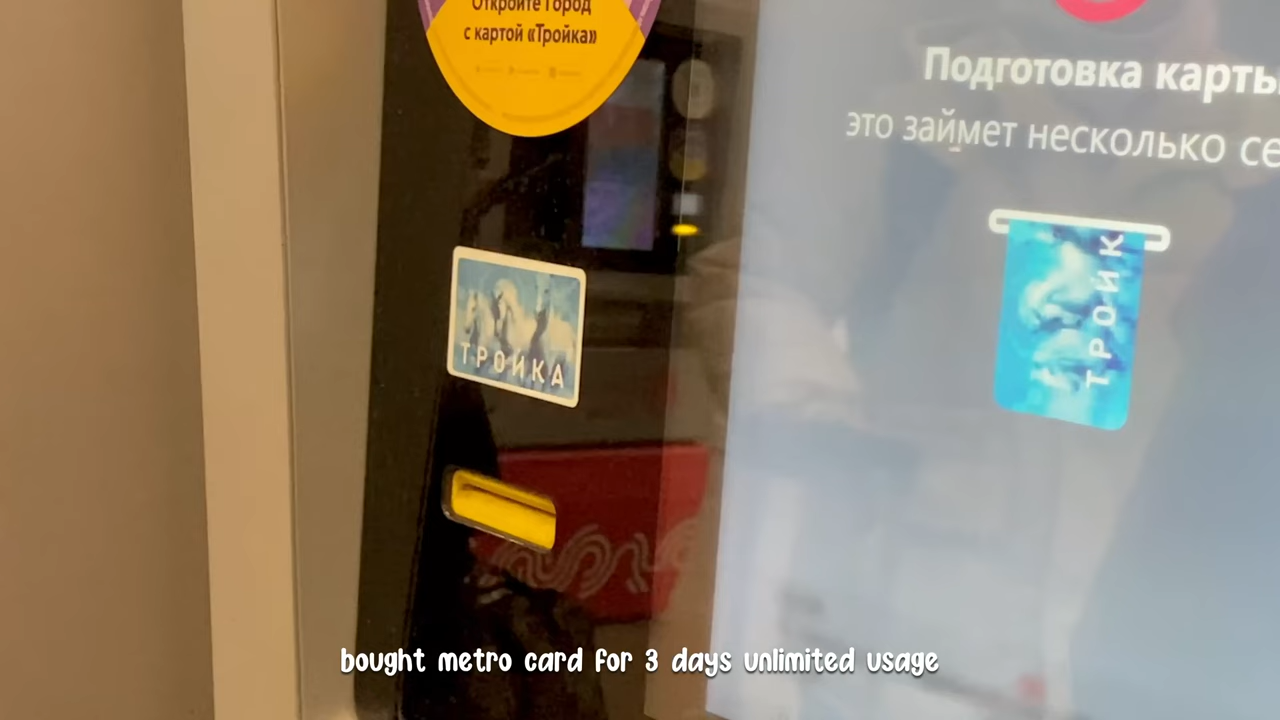 Откройте Город
с картой «Тройка»
Подготовка карты
это займет несколько се
ТРОЙКА
ТРОЙК
bought metro card for 3 days unlimited usage